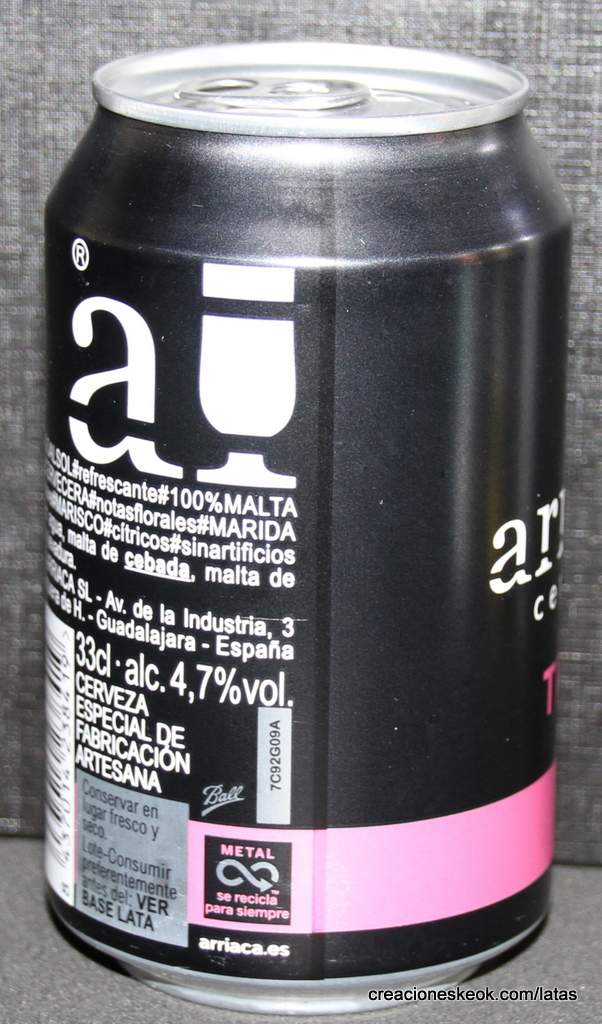 ®
ai
#refrescante#100%MALTA
#notasflorales#MARIDA
#cítricos#sinartificios
malta de cebada, malta de
SL - Av. de la Industria, 3
de H. - Guadalajara - España
33cl · alc. 4,7%vol.
CERVEZA
ESPECIAL DE
FABRICACIÓN
ARTESANA
7C92G09A
Ball
Conservar en
lugar fresco y
seco.
Lote-Consumir
preferentemente
antes del: VER
BASE LATA
METAL
™
se recicla
para siempre
arriaca.es
ar
ce
T
creacioneskeok.com/latas